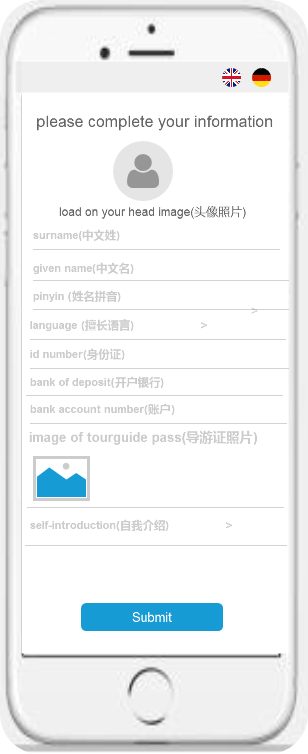 please complete your information
load on your head image(头像照片)
surname(中文姓)
given name(中文名)
pinyin (姓名拼音)
>
language (擅长语言) >
id number(身份证)
bank of deposit(开户银行)
bank account number(账户)
image of tourguide pass(导游证照片)
self-introduction(自我介绍) >
Submit